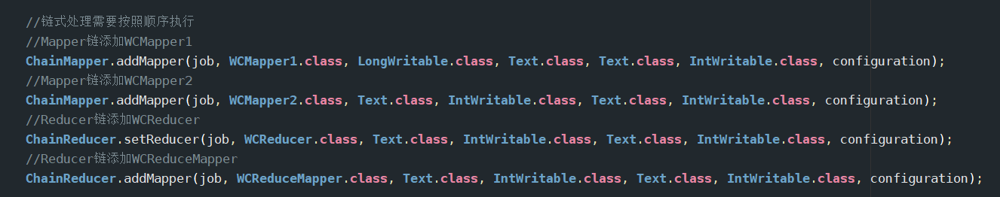 //链式处理需要按照顺序执行
//Mapper链添加WCMapper1
ChainMapper.addMapper(job, WCMapper1.class, LongWritable.class, Text.class, Text.class, IntWritable.class, configuration);
//Mapper链添加WCMapper2
ChainMapper.addMapper(job, WCMapper2.class, Text.class, IntWritable.class, Text.class, IntWritable.class, configuration);
//Reducer链添加WCReducer
ChainReducer.setReducer(job, WCReducer.class, Text.class, IntWritable.class, Text.class, IntWritable.class, configuration);
//Reducer链添加WCReduceMapper
ChainReducer.addMapper(job, WCReduceMapper.class, Text.class, IntWritable.class, Text.class, IntWritable.class, configuration);